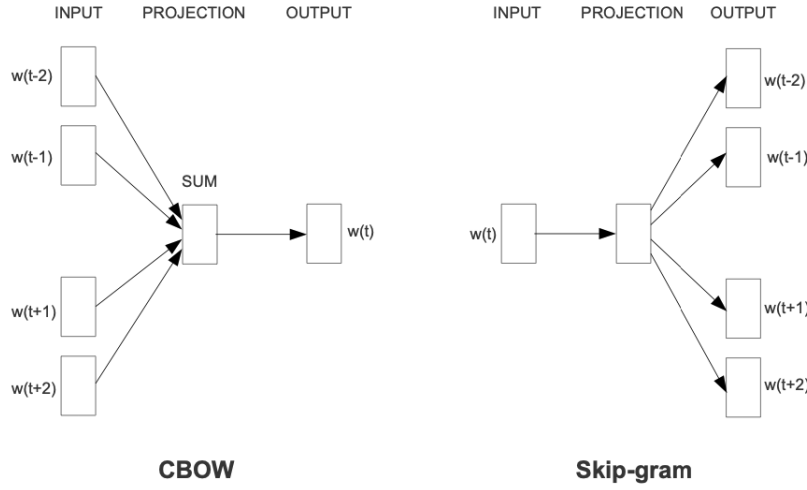 INPUT PROJECTION OUTPUT
w(t-2)
w(t-1)
SUM
w(t)
w(t+1)
w(t+2)
CBOW
INPUT PROJECTION OUTPUT
w(t-2)
w(t-1)
w(t)
w(t+1)
w(t+2)
Skip-gram